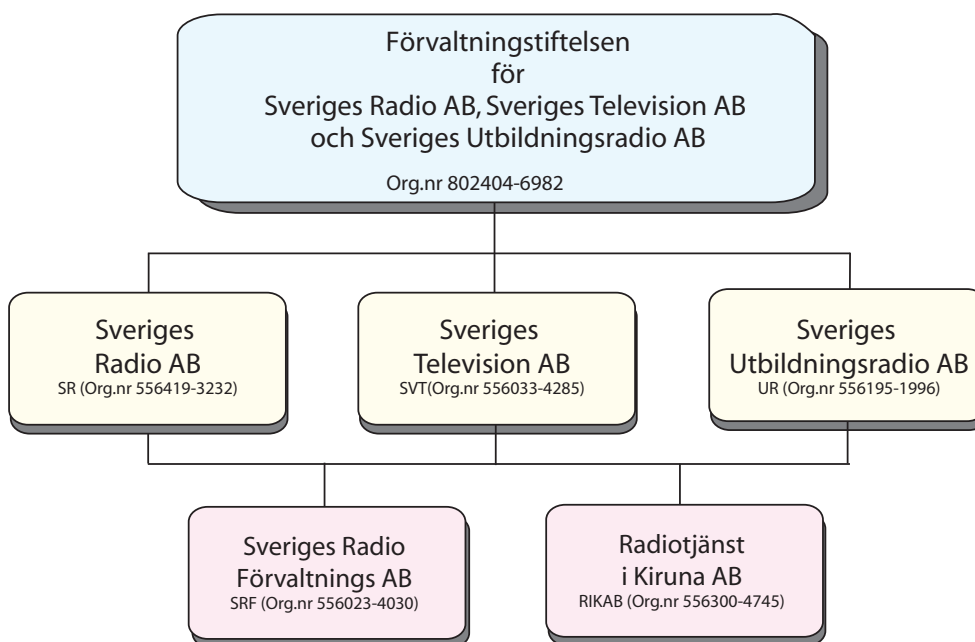 Förvaltningstiftelsen
för
Sveriges Radio AB, Sveriges Television AB
och Sveriges Utbildningsradio AB
Org.nr 802404-6982
Sveriges
Radio AB
SR (Org.nr 556419-3232)
Sveriges
Television AB
SVT(Org.nr 556033-4285)
Sveriges
Utbildningsradio AB
UR (Org.nr 556195-1996)
Sveriges Radio
Förvaltnings AB
SRF (Org.nr 556023-4030)
Radiotjänst
i Kiruna AB
RIKAB (Org.nr 556300-4745)